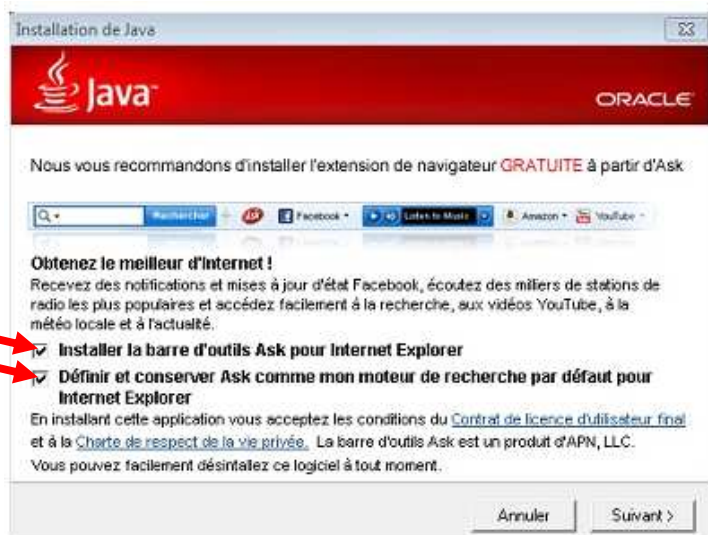 Installation de Java
Java
ORACLE
Nous vous recommandons d'installer l'extension de navigateur GRATUITE à partir d'Ask
Rechercher Facebook Listen to Music Amazon YouTube
Obtenez le meilleur d'Internet !
Recevez des notifications et mises à jour d'état Facebook, écoutez des milliers de stations de
radio les plus populaires et accédez facilement à la recherche, aux vidéos YouTube, à la
météo locale et à l'actualité.
Installer la barre d'outils Ask pour Internet Explorer
Définir et conserver Ask comme mon moteur de recherche par défaut pour
Internet Explorer
En installant cette application vous acceptez les conditions du Contrat de licence d'utilisateur final
et à la Charte de respect de la vie privée. La barre d'outils Ask est un produit d'APN, LLC.
Vous pouvez facilement désintallez ce logiciel à tout moment.
Annuler Suivant >